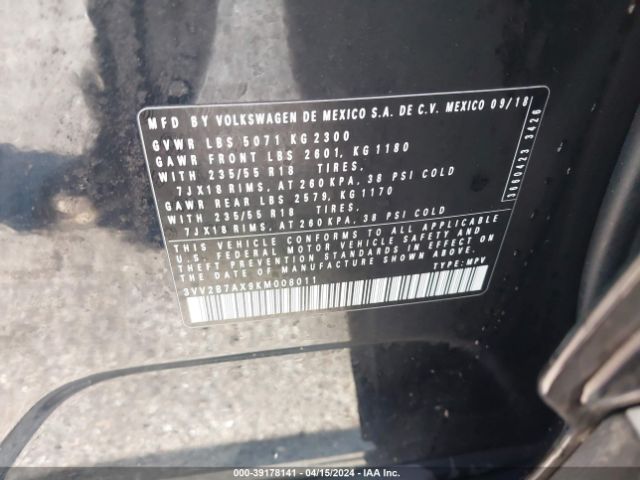 MFD BY VOLKSWAGEN DE MEXICO S.A. DE C.V. MEXICO 09/18
GVWR LBS 5071 KG 2300
GAWR FRONT LBS 2601, KG 1180
WITH 235/55 R18 TIRES.
7JX18 RIMS, AT 260 KPA, 38 PSI COLD
GAWR REAR LBS 2579, KG 1170
WITH 235/55 R18 TIRES.
7JX18 RIMS, AT 260 KPA, 38 PSI COLD
THIS VEHICLE CONFORMS TO ALL APPLICABLE
U.S. FEDERAL MOTOR VEHICLE SAFETY AND
THEFT PREVENTION STANDARDS IN EFFECT ON
THE DATE OF MANUFACTURE SHOWN ABOVE.
3VV2B7AX9KM008011 TYPE: MPV
3660423 3426
000-39178141 - 04/15/2024 - IAA Inc.